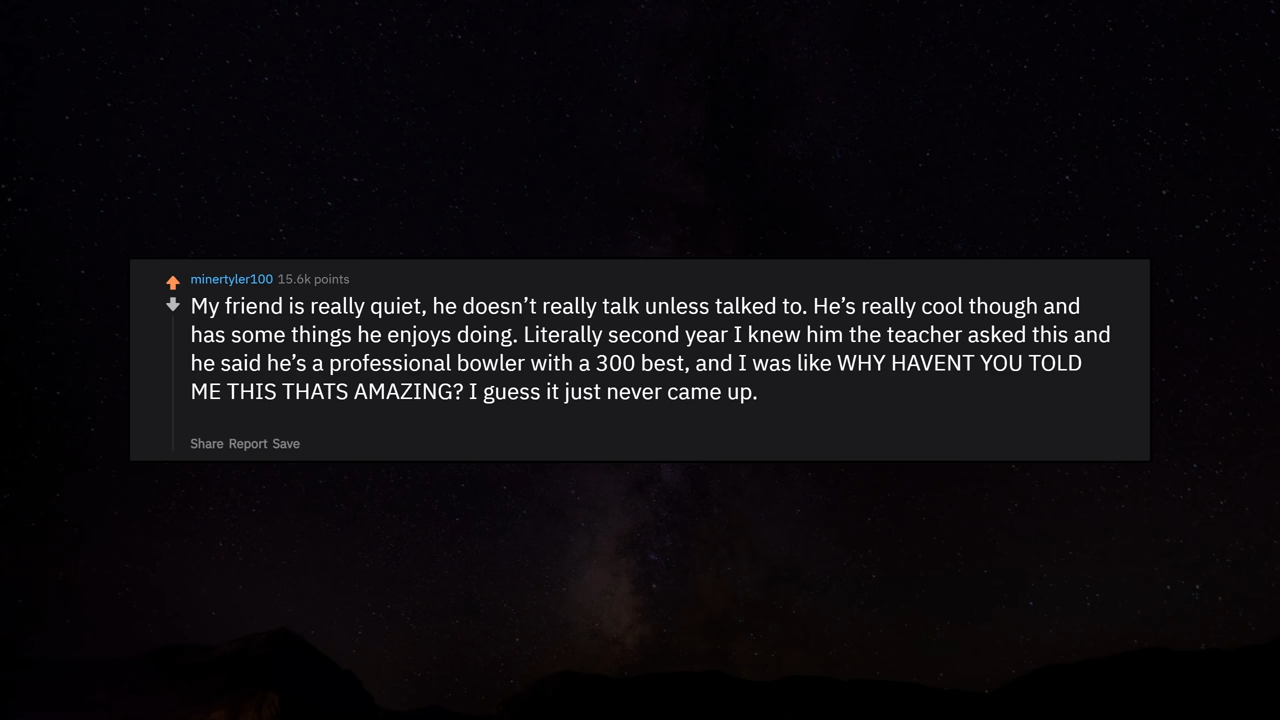 minertyler100 15.6k points
My friend is really quiet, he doesn’t really talk unless talked to. He’s really cool though and
has some things he enjoys doing. Literally second year I knew him the teacher asked this and
he said he’s a professional bowler with a 300 best, and I was like WHY HAVENT YOU TOLD
ME THIS THATS AMAZING? I guess it just never came up.
Share Report Save